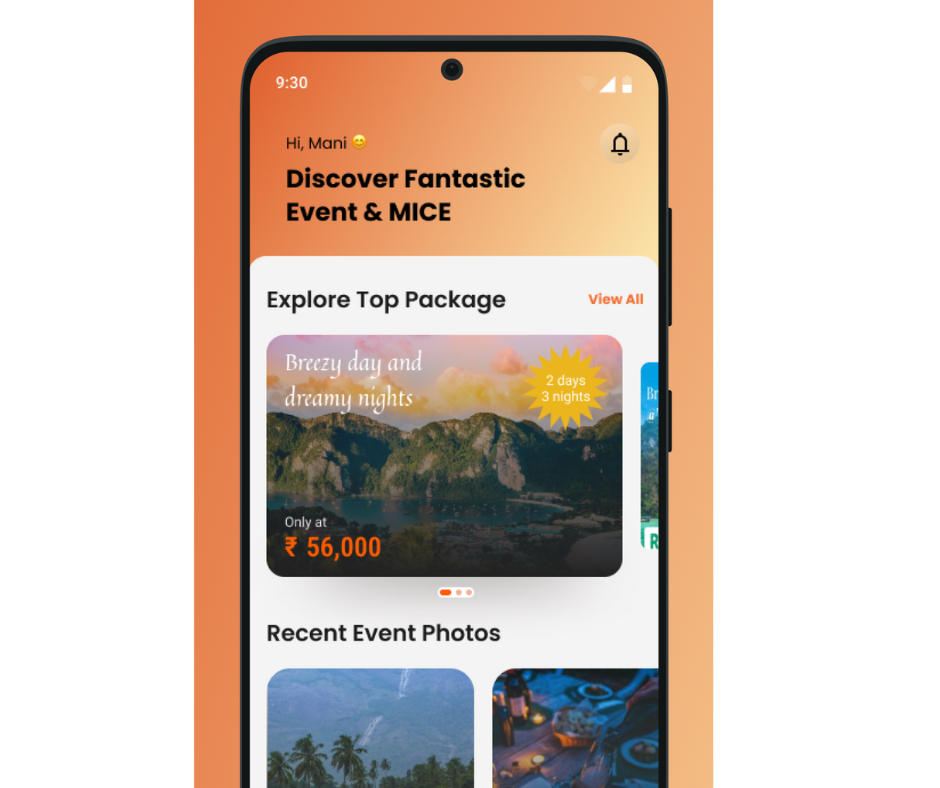 9:30
Hi, Mani 😊
Discover Fantastic
Event & MICE
Explore Top Package
View All
Breezy day and
dreamy nights
2 days
3 nights
Only at
₹ 56,000
Recent Event Photos